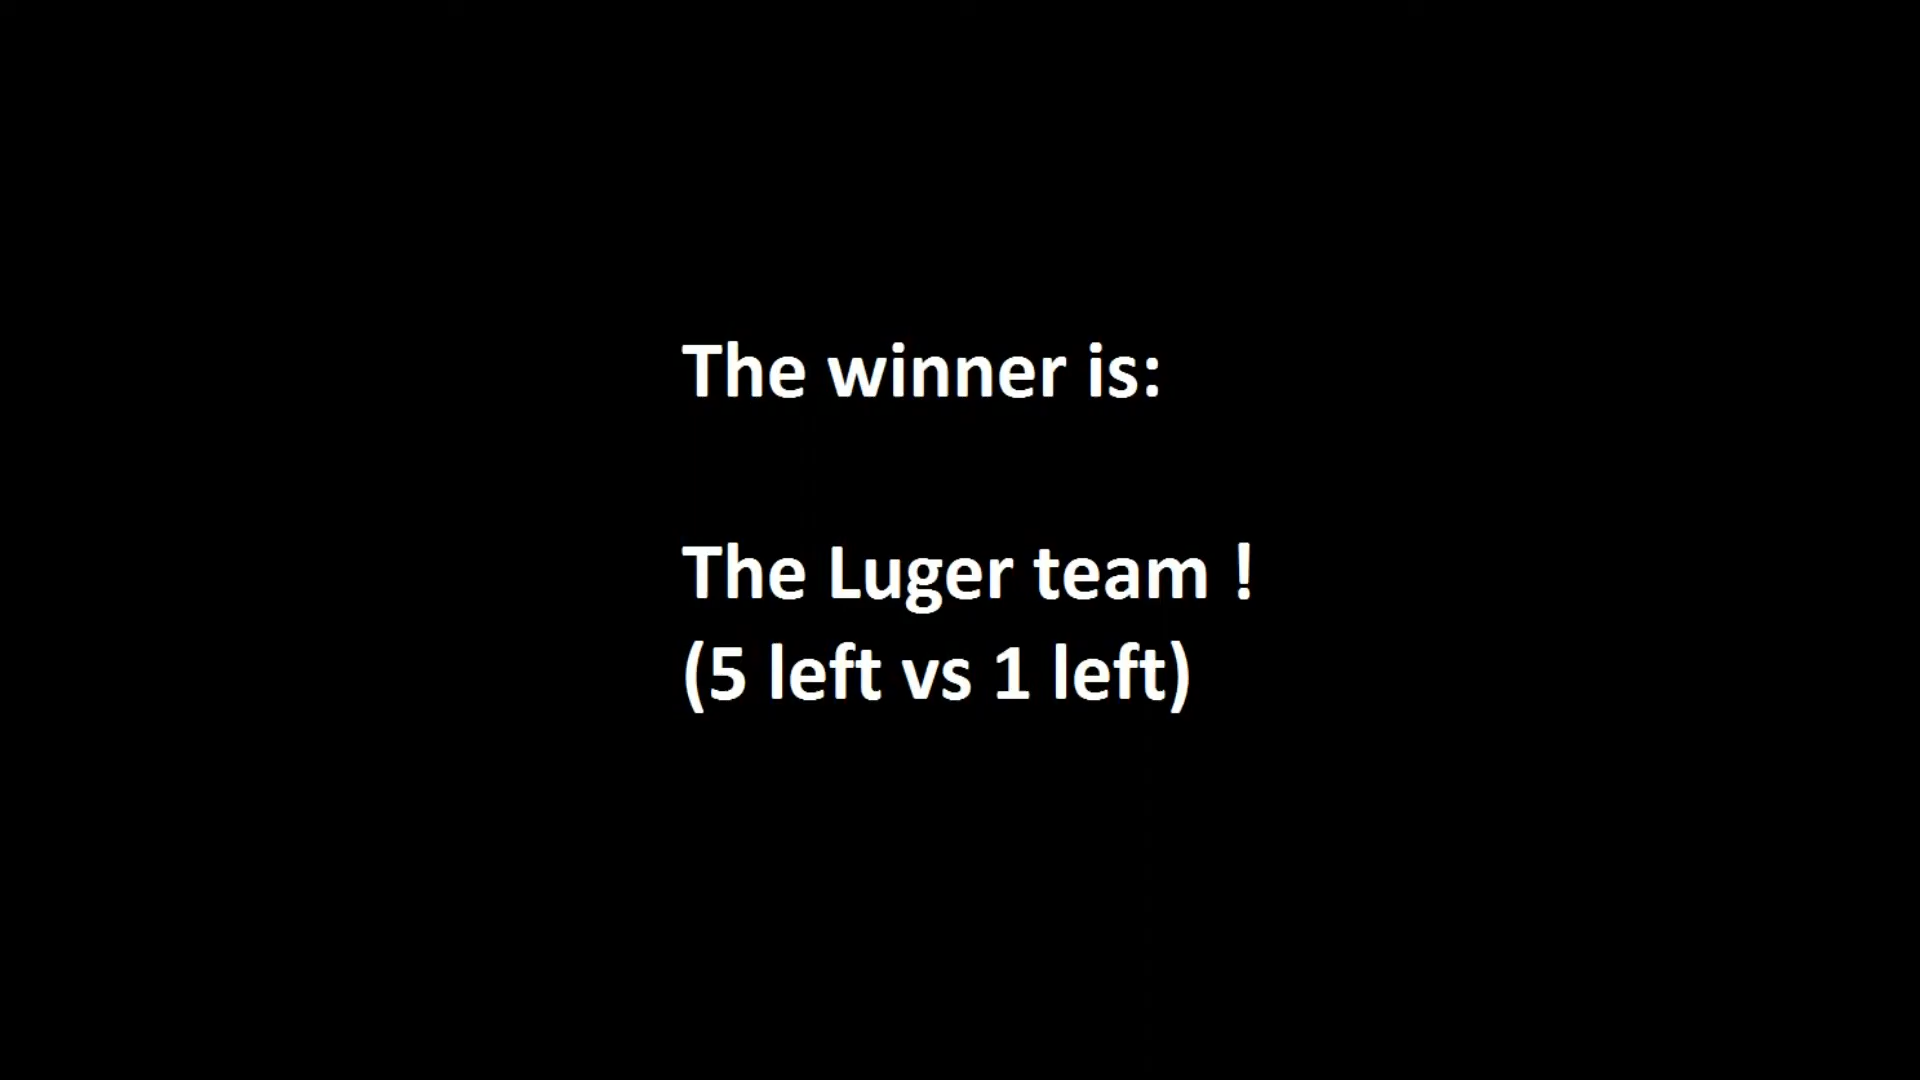 The winner is:
The Luger team !
(5 left vs 1 left)